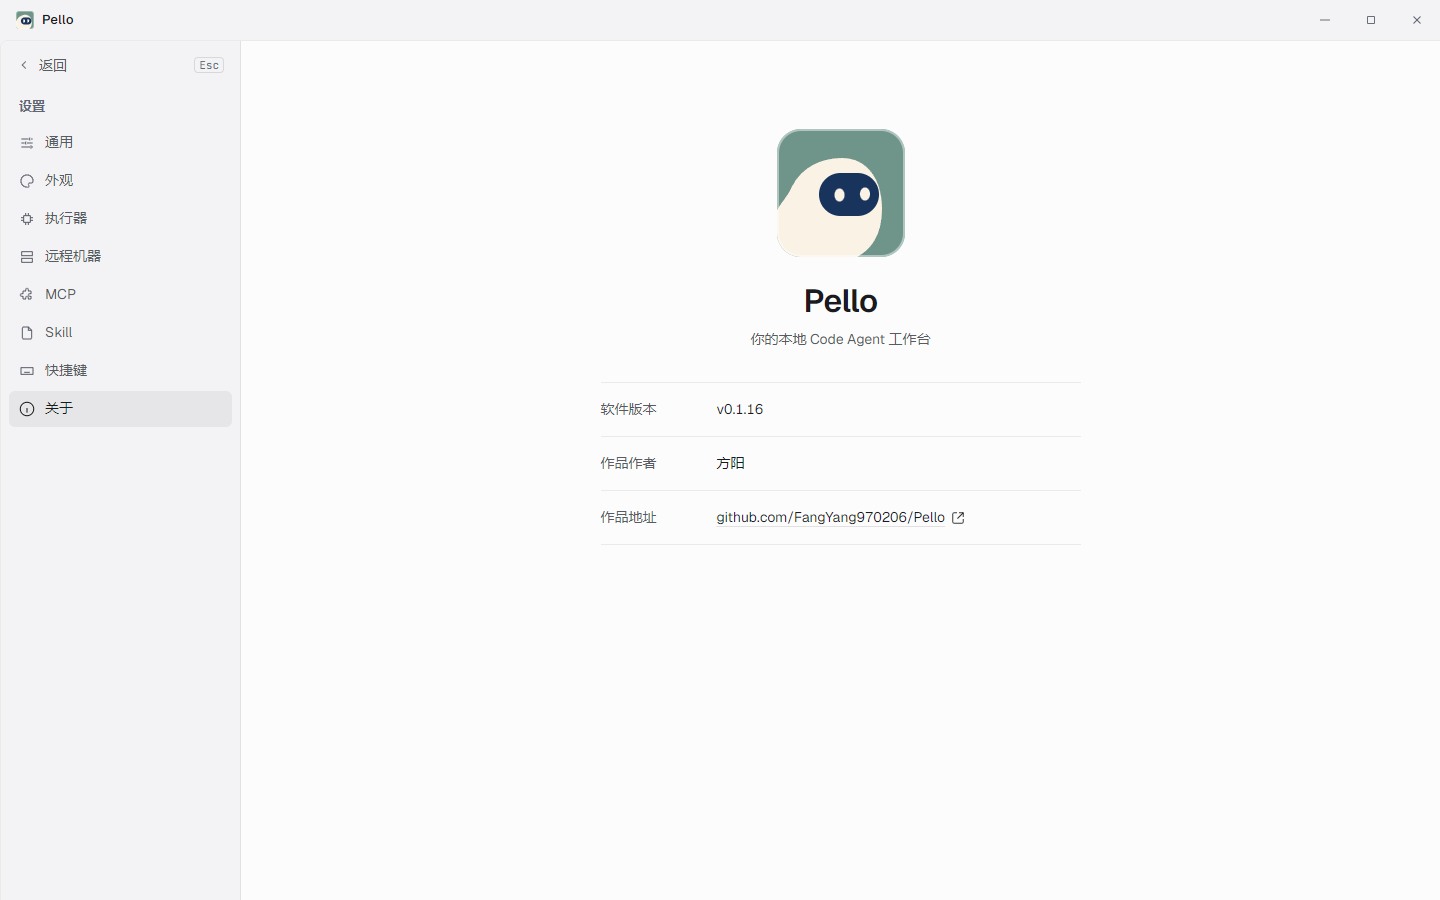 Pello
返回 Esc
设置
通用
外观
执行器
远程机器
MCP
Skill
快捷键
关于
Pello
你的本地 Code Agent 工作台
软件版本 v0.1.16
作品作者 方阳
作品地址 github.com/FangYang970206/Pello